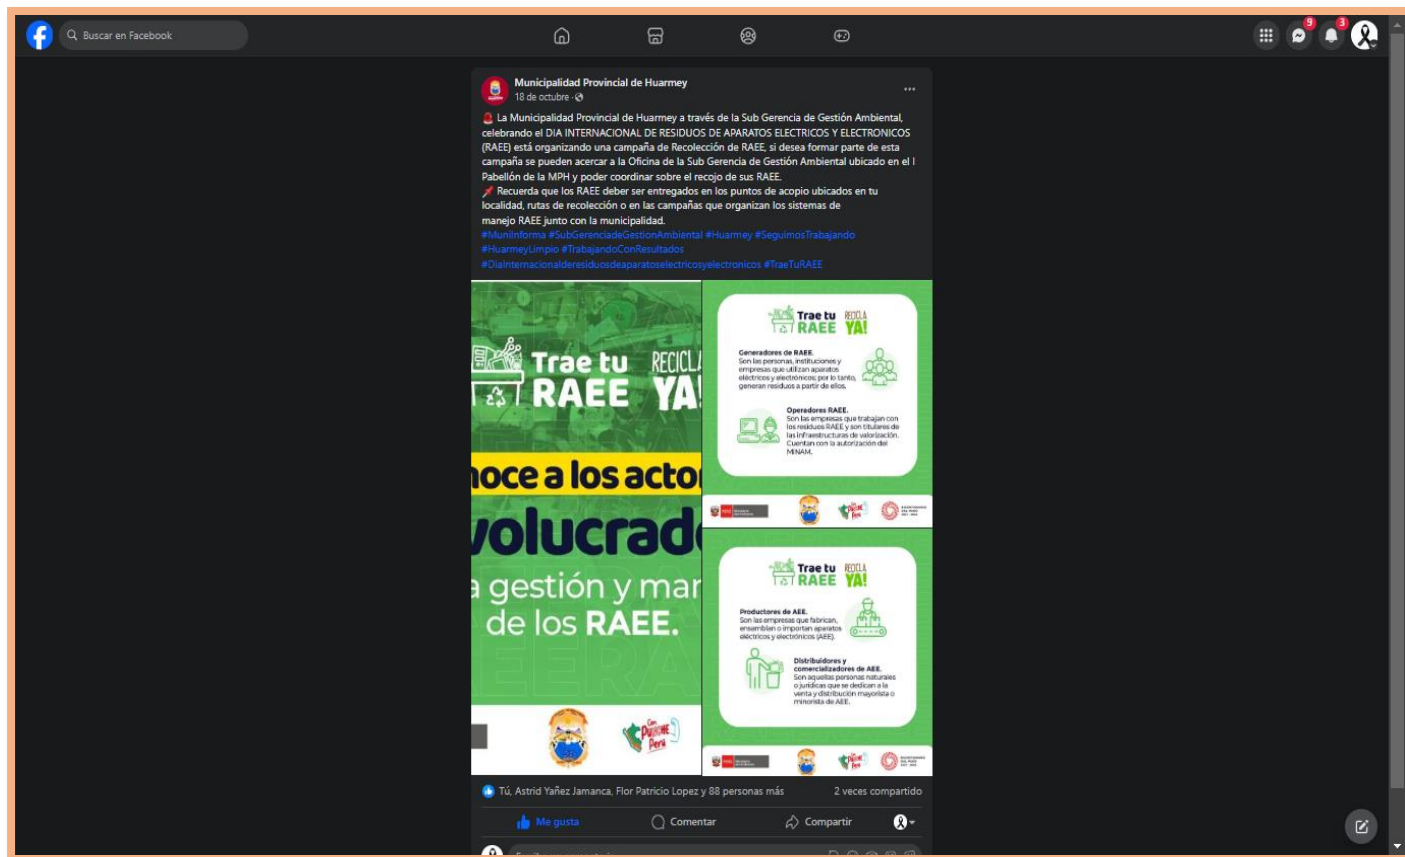 Buscar en Facebook
9
3
Municipalidad Provincial de Huarmey
18 de octubre ·
La Municipalidad Provincial de Huarmey a través de la Sub Gerencia de Gestión Ambiental,
celebrando el DIA INTERNACIONAL DE RESIDUOS DE APARATOS ELECTRICOS Y ELECTRONICOS
(RAEE) está organizando una campaña de Recolección de RAEE, si desea formar parte de esta
campaña se pueden acercar a la Oficina de la Sub Gerencia de Gestión Ambiental ubicado en el I
Pabellón de la MPH y poder coordinar sobre el recojo de sus RAEE.
Recuerda que los RAEE deber ser entregados en los puntos de acopio ubicados en tu
localidad, rutas de recolección o en las campañas que organizan los sistemas de
manejo RAEE junto con la municipalidad.
#MuniInforma #SubGerenciadeGestionAmbiental #Huarmey #SeguimosTrabajando
#HuarmeyLimpio #TrabajandoConResultados
#Diainternacionalderesiduosdeaparatoselectricosyelectronicos #TraeTuRAEE
Trae tu
RAEE
RECICLA
YA!
noce a los actor
volucrado
a gestión y man
de los RAEE.
Con
PUNCHE
Perú
Trae tu
RAEE
RECICLA
YA!
Generadores de RAEE.
Son las personas, instituciones y
empresas que utilizan aparatos
eléctricos y electrónicos; por lo tanto,
generan residuos a partir de ellos.
Operadores RAEE.
Son las empresas que trabajan con
los residuos RAEE y son titulares de
las infraestructuras de valorización.
Cuentan con la autorización del
MINAM.
Trae tu
RAEE
RECICLA
YA!
Productores de AEE.
Son las empresas que fabrican,
ensamblan o importan aparatos
eléctricos y electrónicos (AEE).
Distribuidores y
comercializadores de AEE.
Son aquellas personas naturales
o jurídicas que se dedican a la
venta y distribución mayorista o
minorista de AEE.
Tú, Astrid Yañez Jamanca, Flor Patricio Lopez y 88 personas más
2 veces compartido
Me gusta
Comentar
Compartir